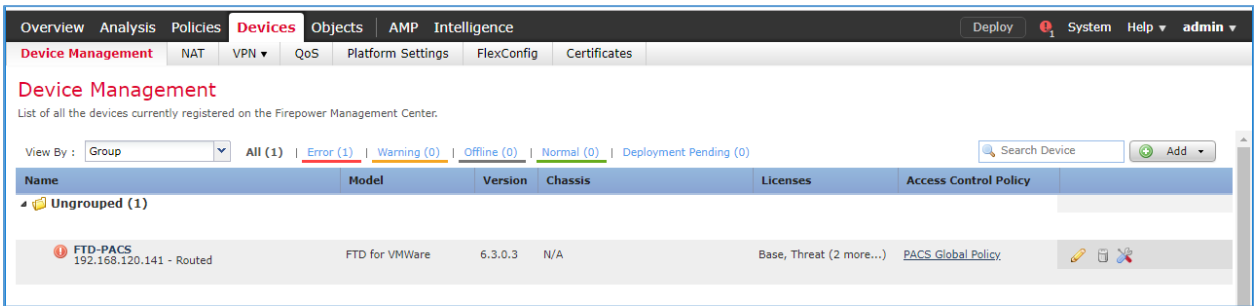 Overview Analysis Policies Devices Objects AMP Intelligence Deploy 1 System Help admin
Device Management NAT VPN QoS Platform Settings FlexConfig Certificates
Device Management
List of all the devices currently registered on the Firepower Management Center.
View By : Group All (1) | Error (1) | Warning (0) | Offline (0) | Normal (0) | Deployment Pending (0) Search Device Add
Name Model Version Chassis Licenses Access Control Policy
Ungrouped (1)
FTD-PACS
192.168.120.141 - Routed FTD for VMWare 6.3.0.3 N/A Base, Threat (2 more...) PACS Global Policy